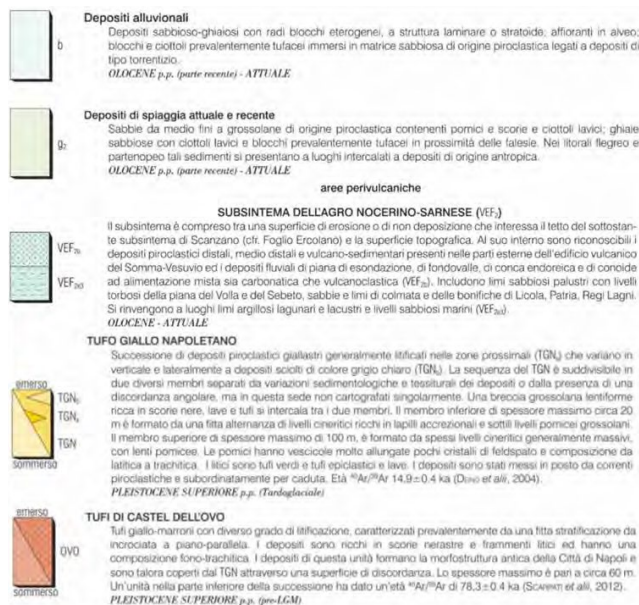 Depositi alluvionali
Depositi sabbioso-ghiaiosi con radi blocchi eterogenei, a struttura laminare o stratoide, affioranti in alveo;
b
blocchi e ciottoli prevalentemente tufacei immersi in matrice sabbiosa di origine piroclastica legati a depositi di
tipo torrentizio.
OLOCENE p.p. (parte recente) - ATTUALE
Depositi di spiaggia attuale e recente
Sabbie da medio fini a grossolane di origine piroclastica contenenti pomici e scorie e ciottoli lavici; ghiaie
g2
sabbiose con ciottoli lavici e blocchi prevalentemente tufacei in prossimità delle falesie. Nei litorali flegreo e
partenopeo tali sedimenti si presentano a luoghi intercalati a depositi di origine antropica.
OLOCENE p.p. (parte recente) - ATTUALE
aree perivulcaniche
SUBSINTEMA DELL'AGRO NOCERINO-SARNESE (VEF2)
Il subsintema è compreso tra una superficie di erosione o di non deposizione che interessa il tetto del sottostan-
te subsintema di Scanzano (cfr. Foglio Ercolano) e la superficie topografica. Al suo interno sono riconoscibili i
VEF2b
depositi piroclastici distali, medio distali e vulcano-sedimentari presenti nelle parti esterne dell'edificio vulcanico
del Somma-Vesuvio ed i depositi fluviali di piana di esondazione, di fondovalle, di conca endoreica e di conoide
VEF2e3
ad alimentazione mista sia carbonatica che vulcanoclastica (VEF2b). Includono limi sabbiosi palustri con livelli
torbosi della piana del Volla e del Sebeto, sabbie e limi di colmata e delle bonifiche di Licola, Patria, Regi Lagni.
Si rinvengono a luoghi limi argillosi lagunari e lacustri e livelli sabbiosi marini (VEF2e3).
OLOCENE - ATTUALE
TUFO GIALLO NAPOLETANO
Successione di depositi piroclastici giallastri generalmente litificati nelle zone prossimali (TGNa) che variano in
emerso
verticale e lateralmente a depositi sciolti di colore grigio chiaro (TGNb). La sequenza del TGN è suddivisibile in
TGNb
due diversi membri separati da variazioni sedimentologiche e tessiturali dei depositi o dalla presenza di una
TGNa
discordanza angolare, ma in questa sede non cartografati singolarmente. Una breccia grossolana lentiforme
ricca in scorie nere, lave e tufi si intercala tra i due membri. Il membro inferiore di spessore massimo circa 20
TGN
m è formato da una fitta alternanza di livelli cineritici ricchi in lapilli accrezionali e sottili livelli pomicei grossolani.
sommerso
Il membro superiore di spessore massimo di 100 m, è formato da spessi livelli cineritici generalmente massivi,
con lenti pomicee. Le pomici hanno vescicole molto allungate pochi cristalli di feldspato e composizione da
latitica a trachitica. I litici sono tufi verdi e tufi epiclastici e lave. I depositi sono stati messi in posto da correnti
piroclastiche e subordinatamente per caduta. Età ⁴⁰Ar/³⁹Ar 14,9±0.4 ka (DEINO et alii, 2004).
PLEISTOCENE SUPERIORE p.p. (Tardoglaciale)
emerso
TUFI DI CASTEL DELL'OVO
Tufi giallo-marroni con diverso grado di litificazione, caratterizzati prevalentemente da una fitta stratificazione da
incrociata a piano-parallela. I depositi sono ricchi in scorie nerastre e frammenti litici ed hanno una
OVO
composizione fono-trachitica. I depositi di questa unità formano la morfostruttura antica della Città di Napoli e
sono talora coperti dal TGN attraverso una superficie di discordanza. Lo spessore massimo è pari a circa 60 m.
sommerso
Un'unità nella parte inferiore della successione ha dato un'età ⁴⁰Ar/³⁹Ar di 78,3±0.4 ka (SCARPATI et alii, 2012).
PLEISTOCENE SUPERIORE p.p. (pre-LGM)